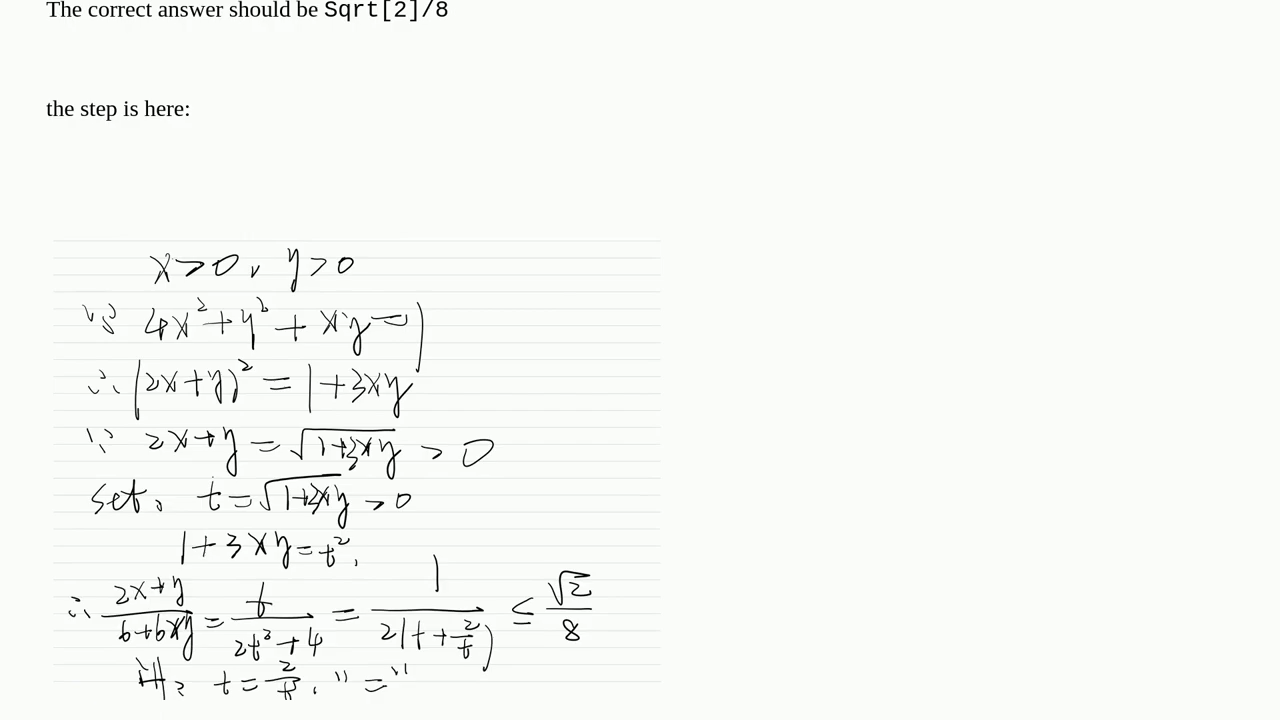 The correct answer should be Sqrt[2]/8
the step is here:
x>0, y>0
∵ 4x²+y²+xy=1
∴ (2x+y)²=1+3xy
∵ 2x+y=√(1+3xy) > 0
set, t=√(1+3xy) >0
1+3xy=t².
∴ (2x+y)/(6+6xy) = t/(2t²+4) = 1/(2(t+2/t)) ≤ √2/8
iff, t=2/t, "="